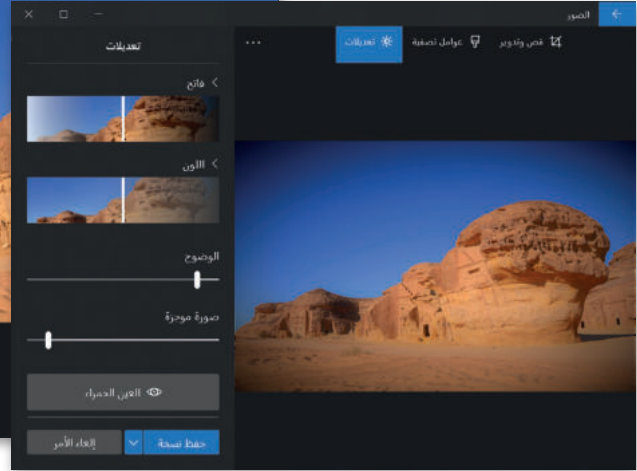 الصور
قص وتدوير
عوامل تصفية
تعديلات
...
تعديلات
فاتح
اللون
الوضوح
صورة موجزة
العين الحمراء
حفظ نسخة
إلغاء الأمر